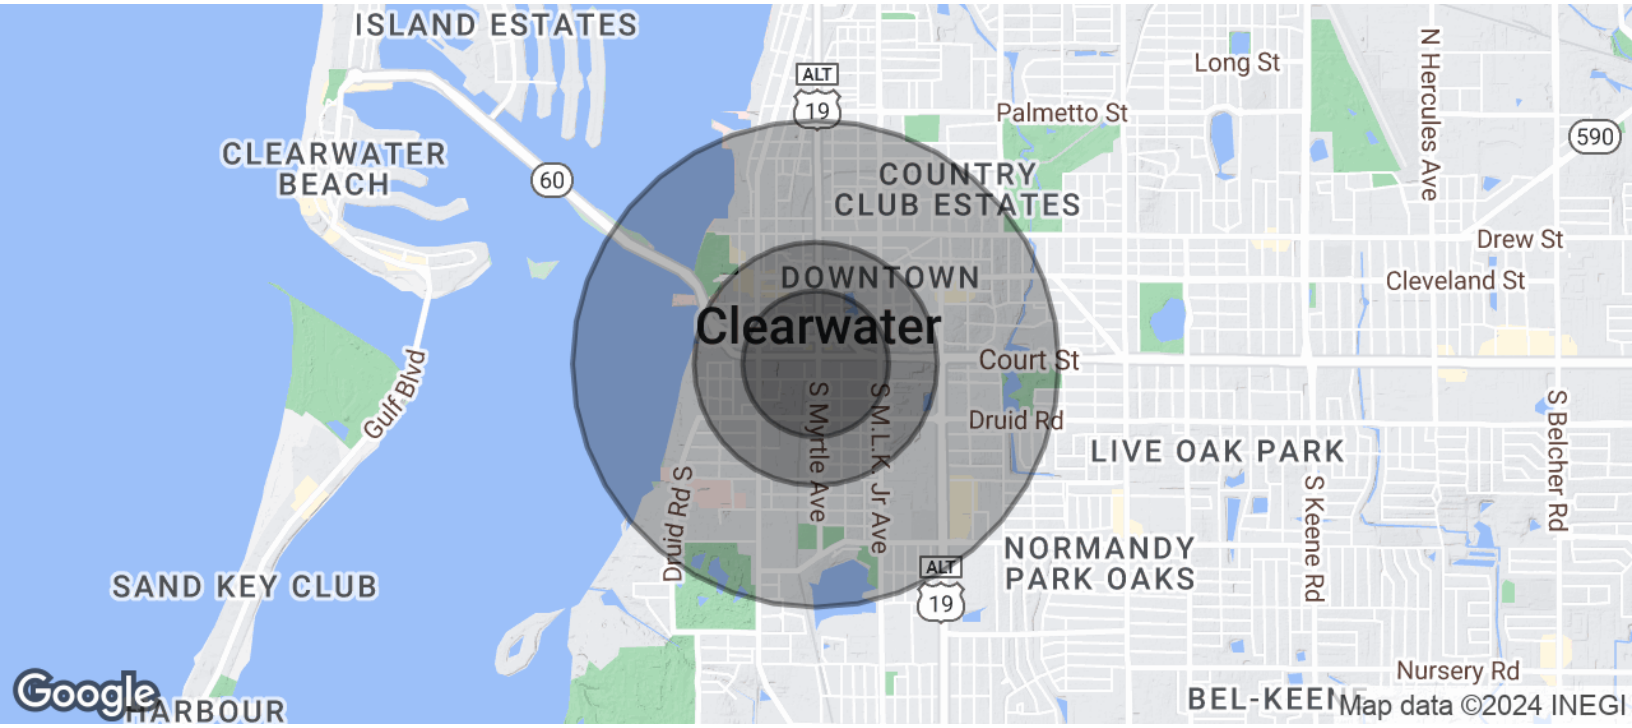 ISLAND ESTATES
Long St
N Hercules Ave
ALT
19
Palmetto St
590
CLEARWATER
BEACH
60
COUNTRY
CLUB ESTATES
Drew St
DOWNTOWN
Cleveland St
Clearwater
Court St
Gulf Blvd
S Myrtle Ave
S M.L.K. Jr Ave
Druid Rd
LIVE OAK PARK
S Belcher Rd
Druid Rd S
S Keene Rd
NORMANDY
PARK OAKS
ALT
19
SAND KEY CLUB
Nursery Rd
Google
HARBOUR
BEL-KEENE
Map data ©2024 INEGI